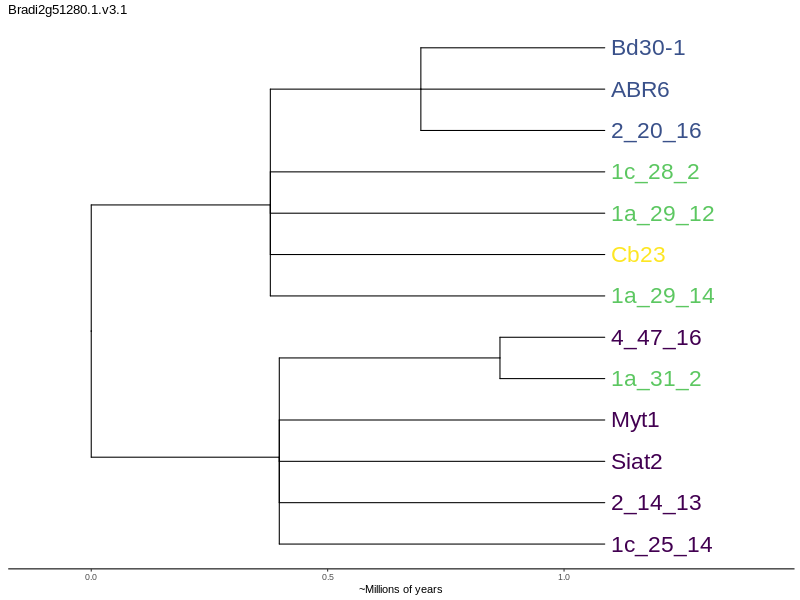 Bradi2g51280.1.v3.1
Bd30-1
ABR6
2_20_16
1c_28_2
1a_29_12
Cb23
1a_29_14
4_47_16
1a_31_2
Myt1
Siat2
2_14_13
1c_25_14
0.0 0.5 1.0
~Millions of years